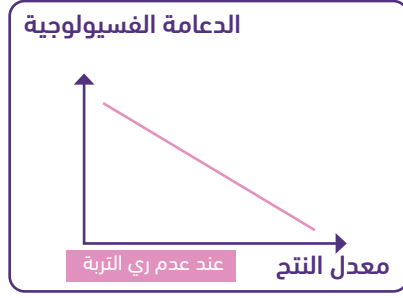 الدعامة الفسيولوجية
معدل النتح
عند عدم ري التربة